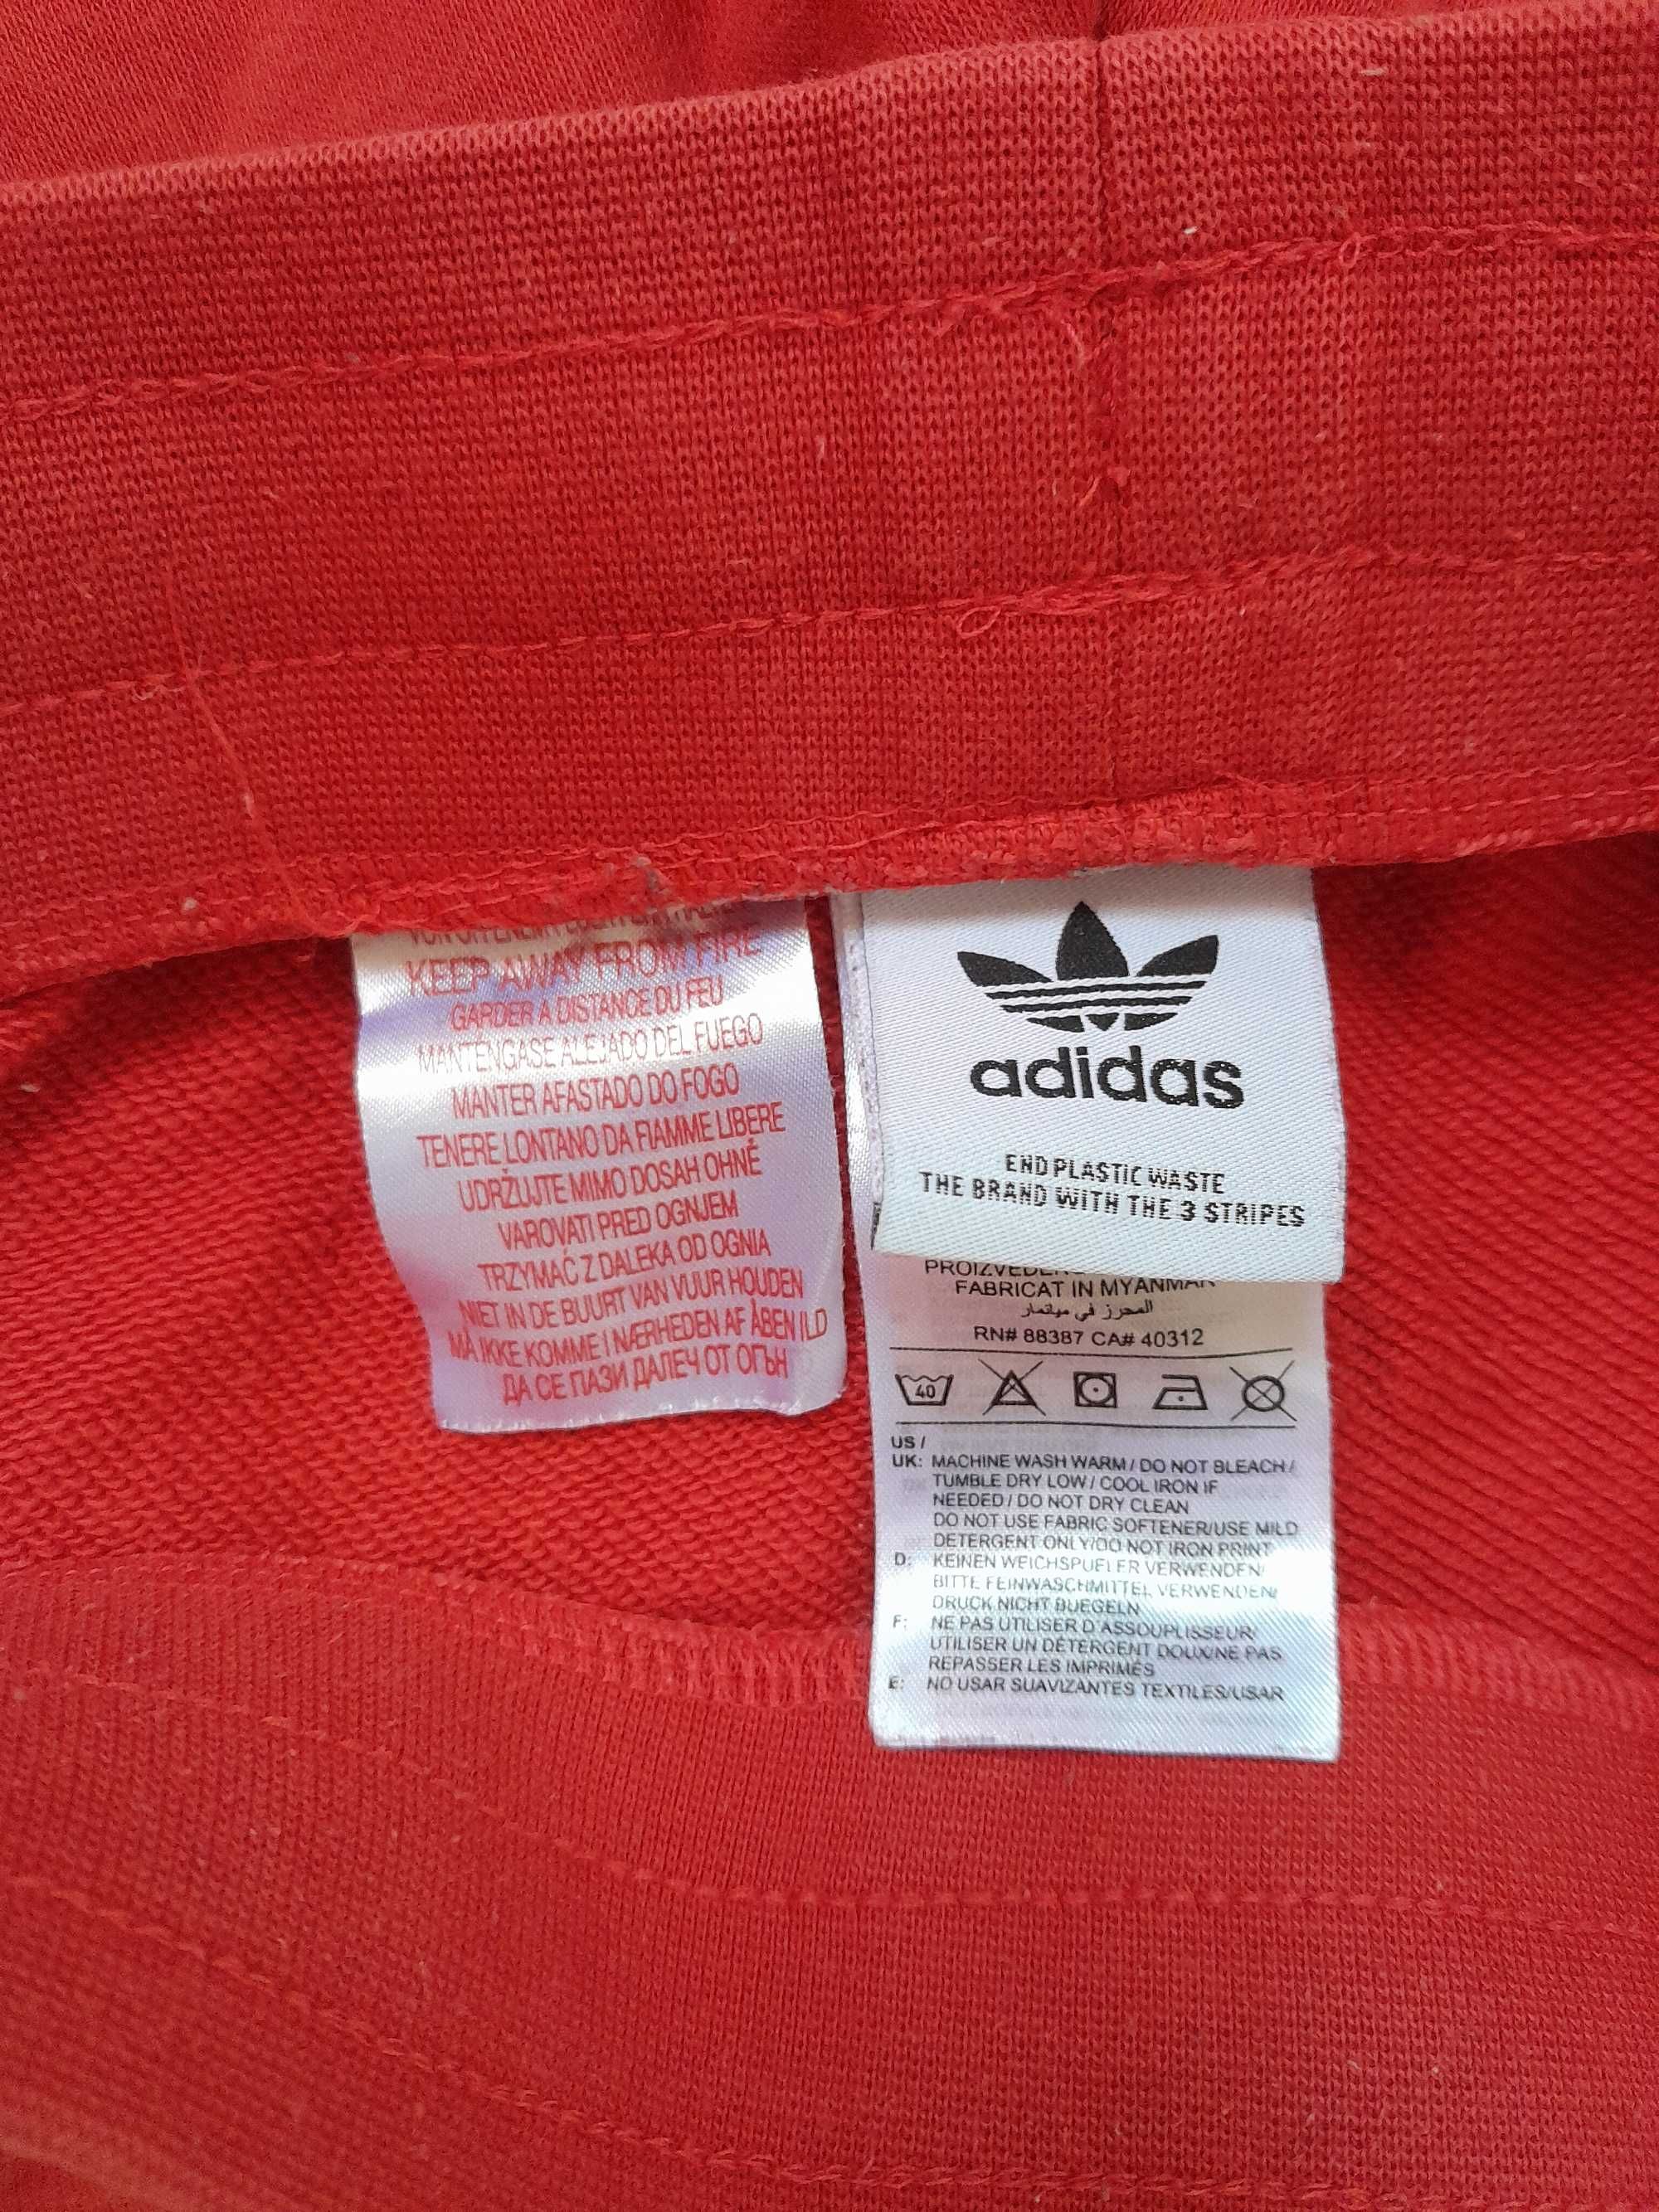 KEEP AWAY FROM FIRE
GARDER A DISTANCE DU FEU
MANTÉNGASE ALEJADO DEL FUEGO
MANTER AFASTADO DO FOGO
TENERE LONTANO DA FIAMME LIBERE
UDRŽUJTE MIMO DOSAH OHNĚ
VAROVATI PRED OGNJEM
TRZYMAĆ Z DALEKA OD OGNIA
NIET IN DE BUURT VAN VUUR HOUDEN
MÅ IKKE KOMME I NÆRHEDEN AF ÅBEN ILD
ДА СЕ ПАЗИ ДАЛЕЧ ОТ ОГЪН
adidas
END PLASTIC WASTE
THE BRAND WITH THE 3 STRIPES
FABRICAT IN MYANMAR
المحرز في ميانمار
RN# 88387 CA# 40312
40
US /
UK: MACHINE WASH WARM / DO NOT BLEACH /
TUMBLE DRY LOW / COOL IRON IF
NEEDED / DO NOT DRY CLEAN
DO NOT USE FABRIC SOFTENER/USE MILD
DETERGENT ONLY/DO NOT IRON PRINT
D: KEINEN WEICHSPUELER VERWENDEN/
BITTE FEINWASCHMITTEL VERWENDEN/
DRUCK NICHT BUEGELN
F: NE PAS UTILISER D'ASSOUPLISSEUR/
UTILISER UN DÉTERGENT DOUX/NE PAS
REPASSER LES IMPRIMÉS
E: NO USAR SUAVIZANTES TEXTILES/USAR